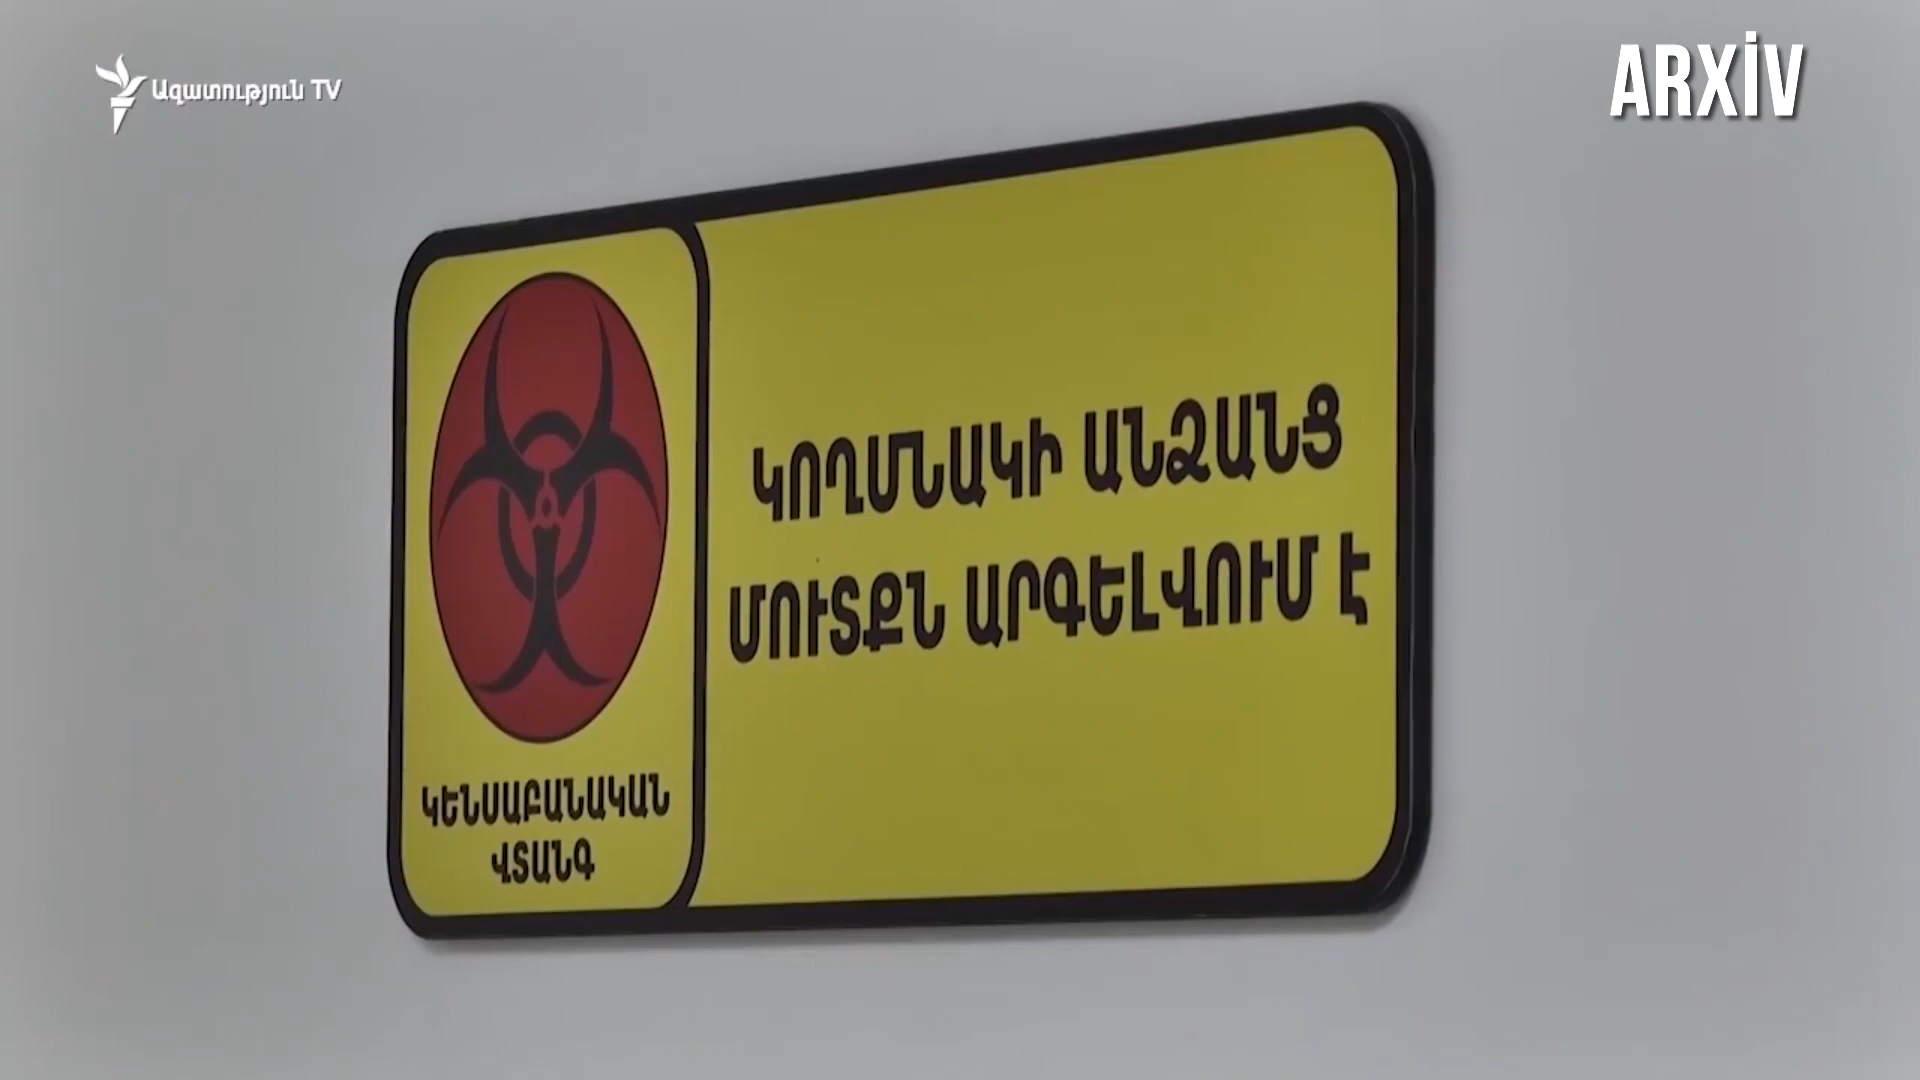 Ազատություն TV
ARXİV
ԿՈՂՄՆԱԿԻ ԱՆՁԱՆՑ
ՄՈՒՏՔՆ ԱՐԳԵԼՎՈՒՄ Է
ԿԵՆՍԱԲԱՆԱԿԱՆ
ՎՏԱՆԳ